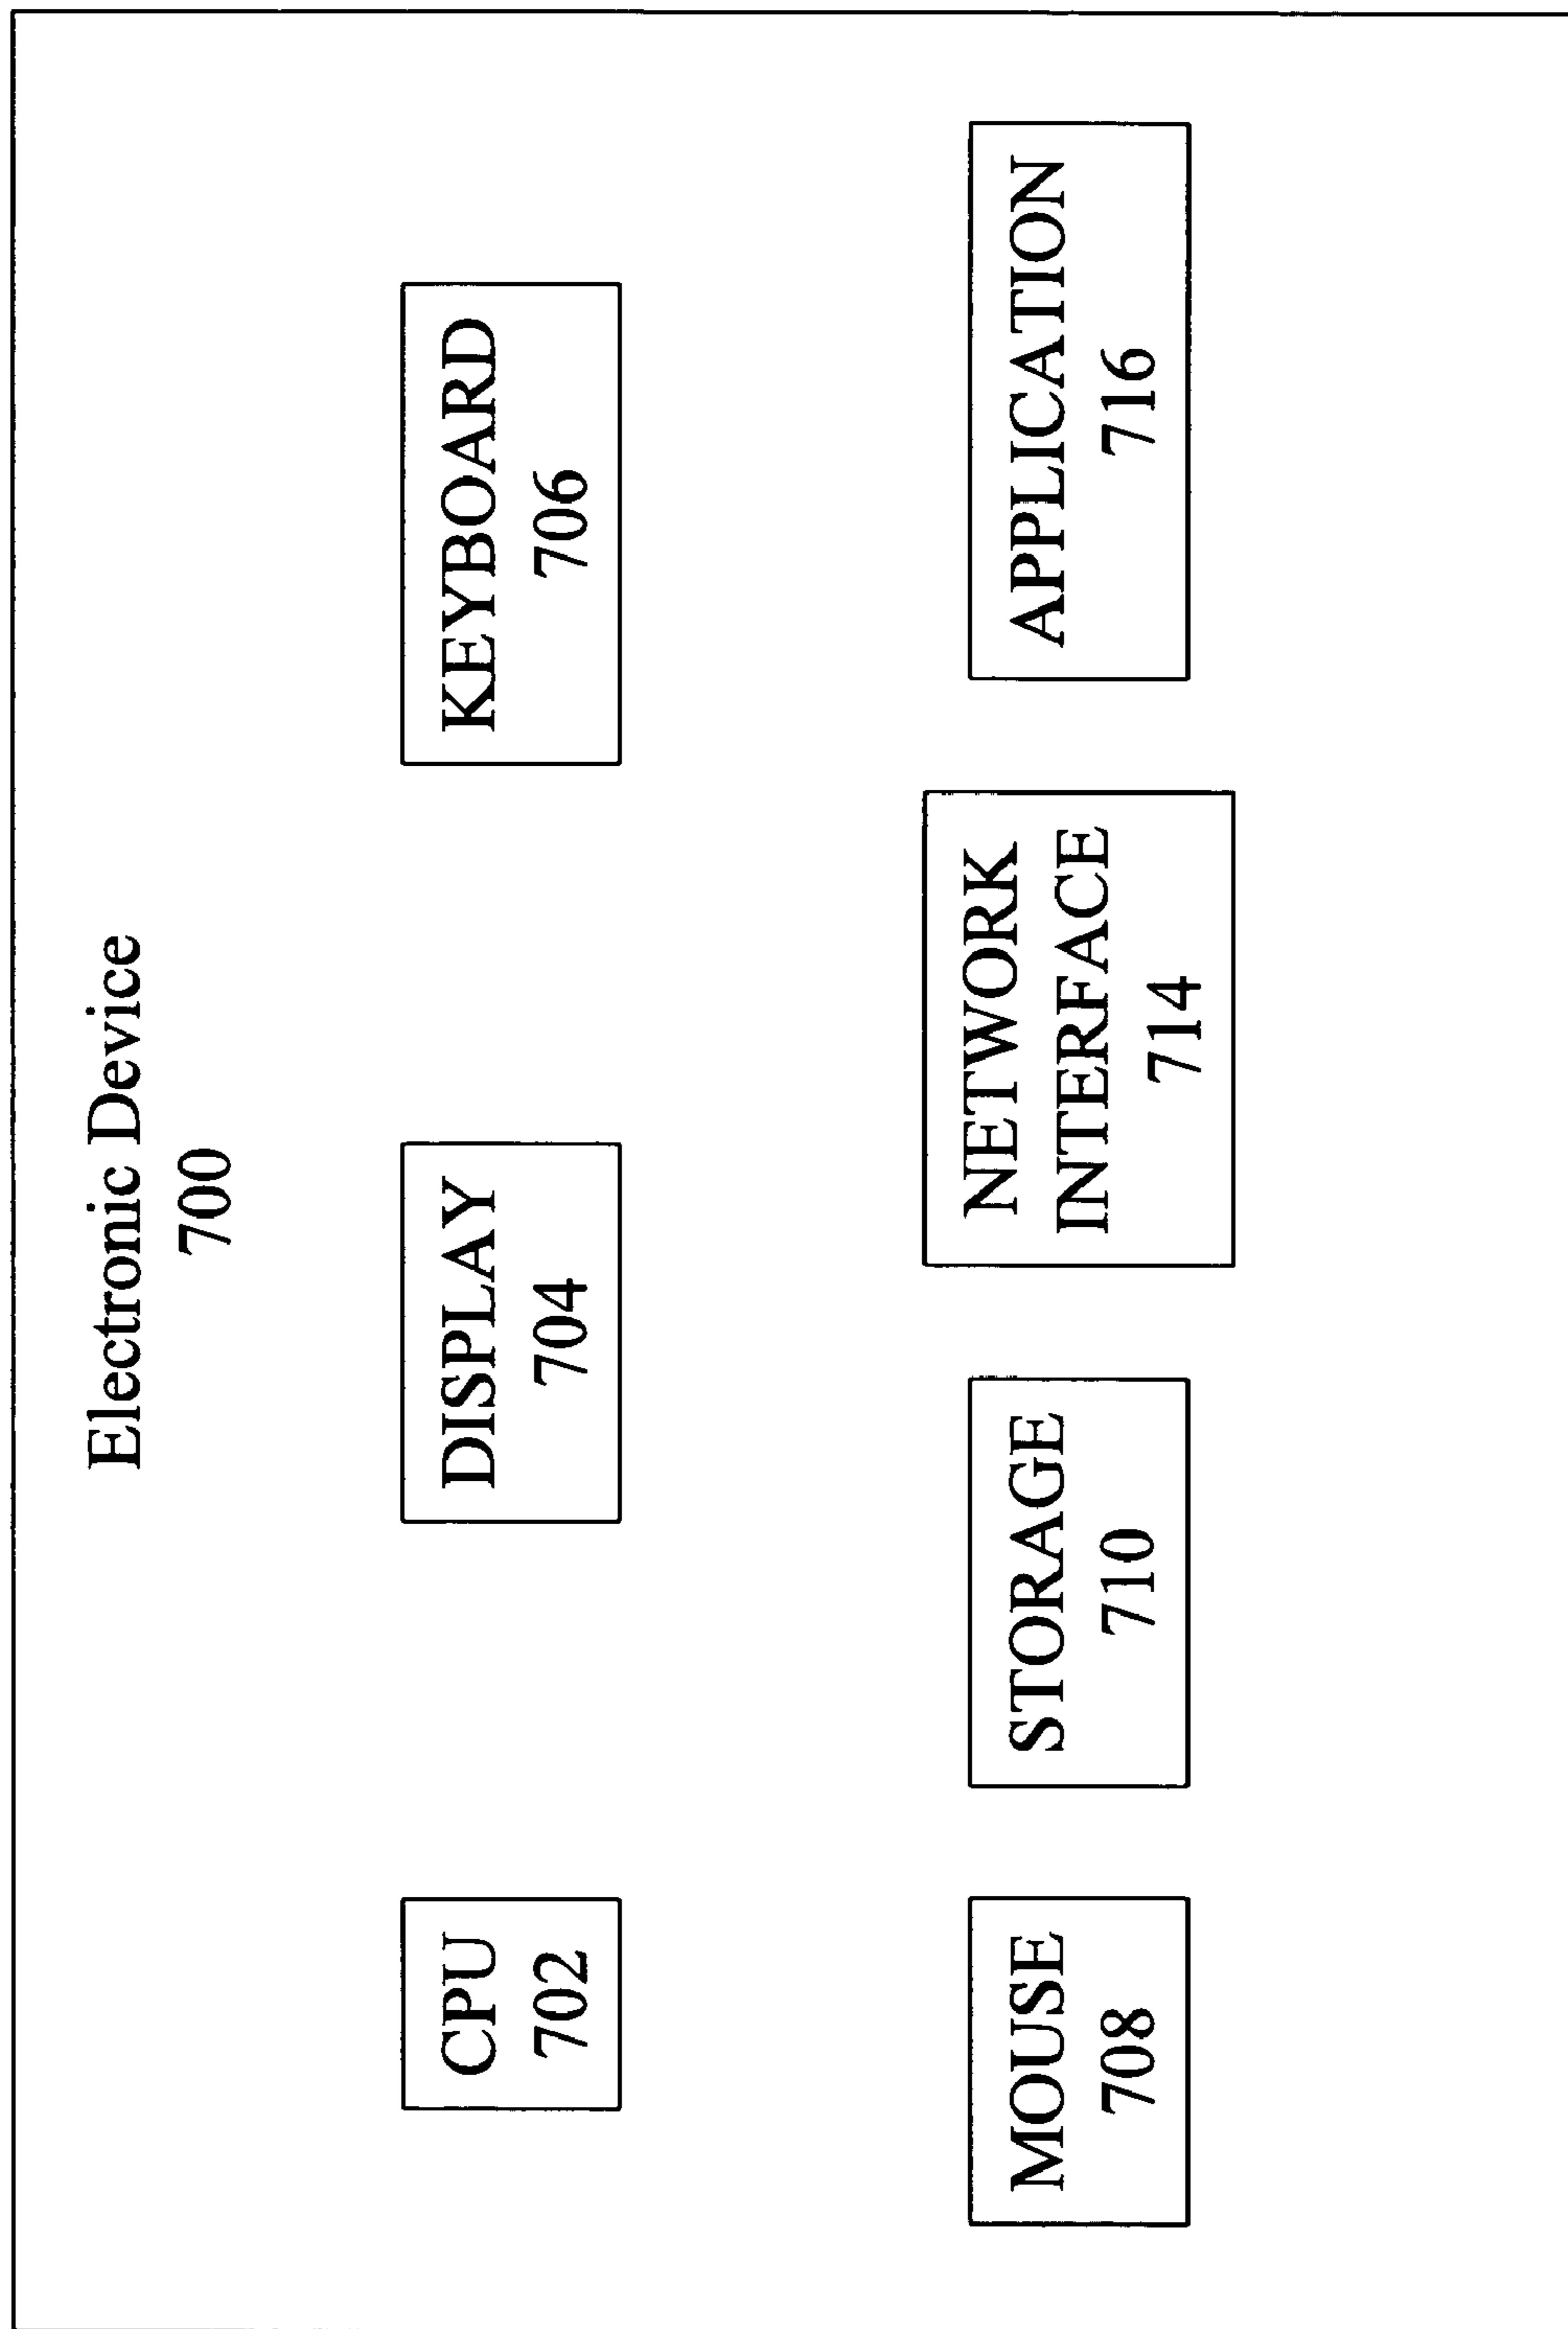 Electronic Device
700
CPU
702
DISPLAY
704
KEYBOARD
706
MOUSE
708
STORAGE
710
NETWORK
INTERFACE
714
APPLICATION
716